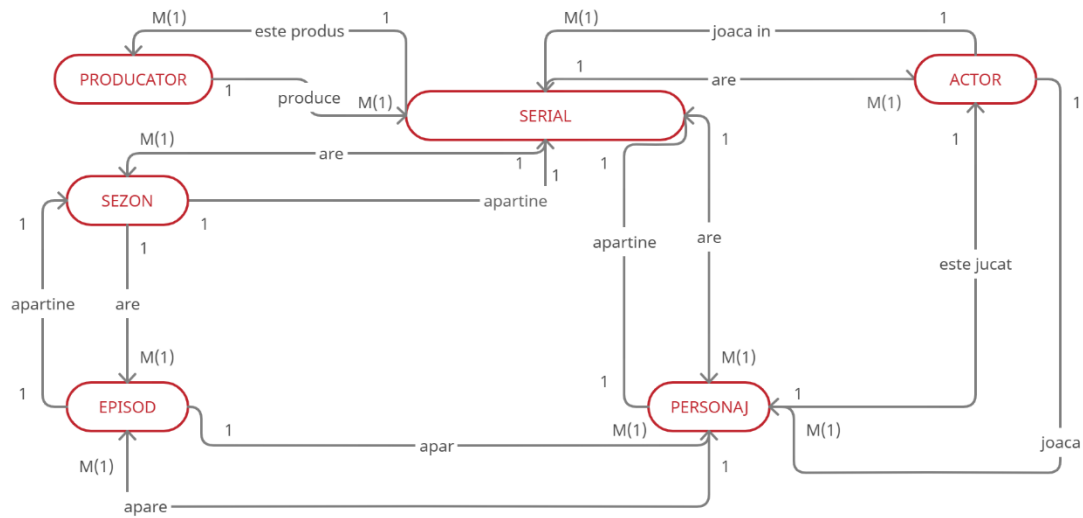 M(1)
1
M(1)
1
este produs
joaca in
PRODUCATOR
1
are
ACTOR
1
produce
M(1)
M(1)
1
SERIAL
M(1)
are
1
1
1
1
1
SEZON
1
apartine
1
1
apartine
are
este jucat
apartine
are
M(1)
M(1)
1
1
1
EPISOD
PERSONAJ
1
M(1)
M(1)
apar
joaca
M(1)
1
apare